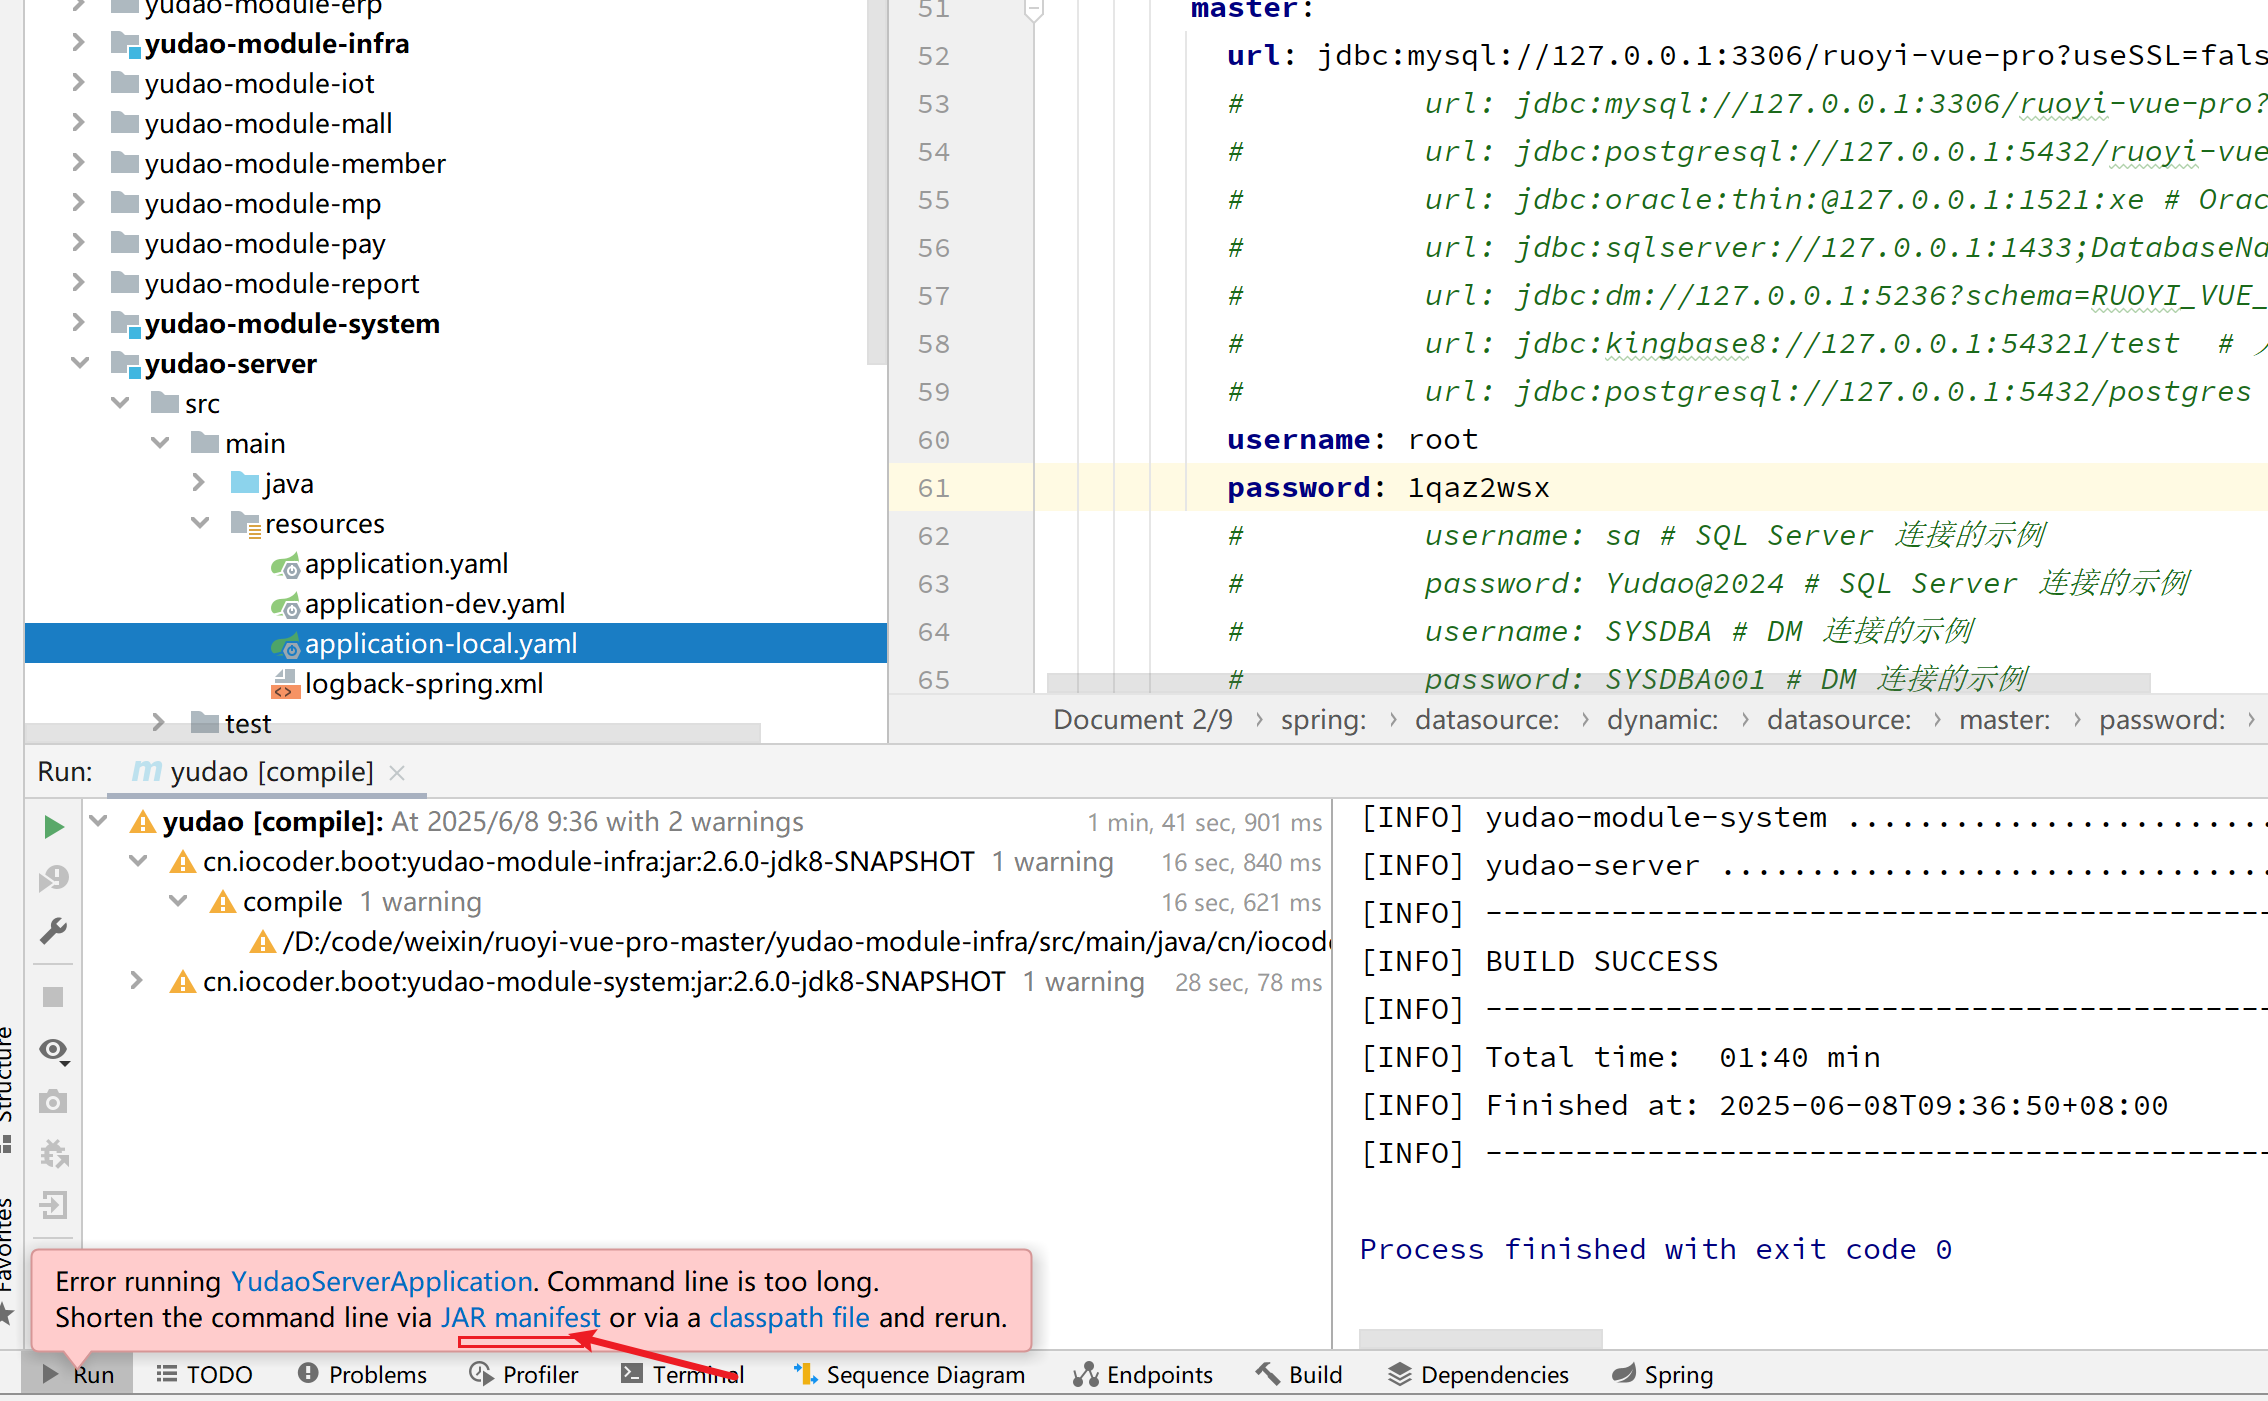 yudao-module-erp
yudao-module-infra
yudao-module-iot
yudao-module-mall
yudao-module-member
yudao-module-mp
yudao-module-pay
yudao-module-report
yudao-module-system
yudao-server
src
main
java
resources
application.yaml
application-dev.yaml
application-local.yaml
logback-spring.xml
test
51 master:
52 url: jdbc:mysql://127.0.0.1:3306/ruoyi-vue-pro?useSSL=fals
53 # url: jdbc:mysql://127.0.0.1:3306/ruoyi-vue-pro?
54 # url: jdbc:postgresql://127.0.0.1:5432/ruoyi-vue
55 # url: jdbc:oracle:thin:@127.0.0.1:1521:xe # Orac
56 # url: jdbc:sqlserver://127.0.0.1:1433;DatabaseNa
57 # url: jdbc:dm://127.0.0.1:5236?schema=RUOYI_VUE_
58 # url: jdbc:kingbase8://127.0.0.1:54321/test #
59 # url: jdbc:postgresql://127.0.0.1:5432/postgres
60 username: root
61 password: 1qaz2wsx
62 # username: sa # SQL Server 连接的示例
63 # password: Yudao@2024 # SQL Server 连接的示例
64 # username: SYSDBA # DM 连接的示例
65 # password: SYSDBA001 # DM 连接的示例
Document 2/9 › spring: › datasource: › dynamic: › datasource: › master: › password: ›
Run: yudao [compile] ×
yudao [compile]: At 2025/6/8 9:36 with 2 warnings 1 min, 41 sec, 901 ms
cn.iocoder.boot:yudao-module-infra:jar:2.6.0-jdk8-SNAPSHOT 1 warning 16 sec, 840 ms
compile 1 warning 16 sec, 621 ms
/D:/code/weixin/ruoyi-vue-pro-master/yudao-module-infra/src/main/java/cn/iocode
cn.iocoder.boot:yudao-module-system:jar:2.6.0-jdk8-SNAPSHOT 1 warning 28 sec, 78 ms
[INFO] yudao-module-system ........................
[INFO] yudao-server ...............................
[INFO] --------------------------------------------
[INFO] BUILD SUCCESS
[INFO] --------------------------------------------
[INFO] Total time:  01:40 min
[INFO] Finished at: 2025-06-08T09:36:50+08:00
[INFO] --------------------------------------------
Process finished with exit code 0
Structure
Favorites
Error running YudaoServerApplication. Command line is too long.
Shorten the command line via JAR manifest or via a classpath file and rerun.
Run TODO Problems Profiler Terminal Sequence Diagram Endpoints Build Dependencies Spring